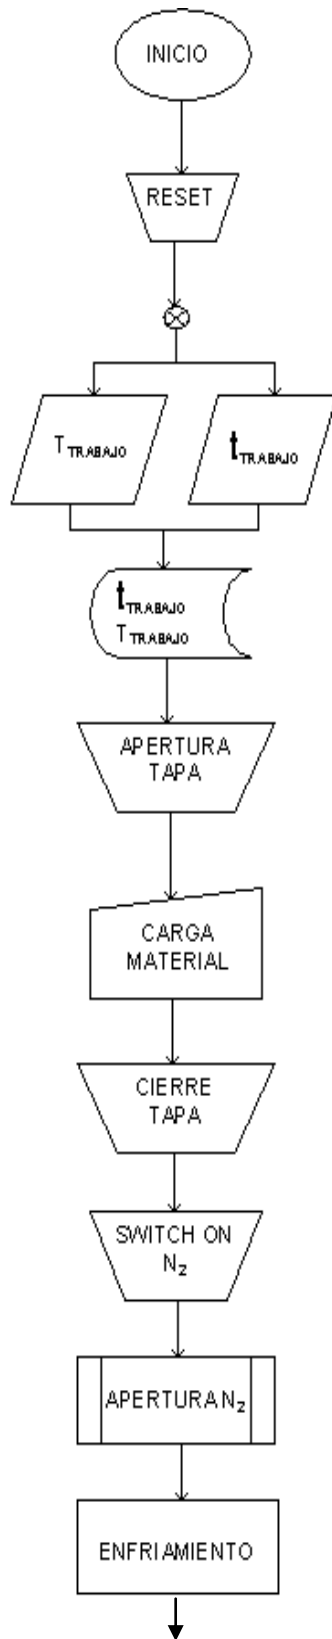 INICIO
RESET
T TRABAJO
t TRABAJO
t TRABAJO
T TRABAJO
APERTURA
TAPA
CARGA
MATERIAL
CIERRE
TAPA
SWITCH ON
N₂
APERTURA N₂
ENFRIAMIENTO